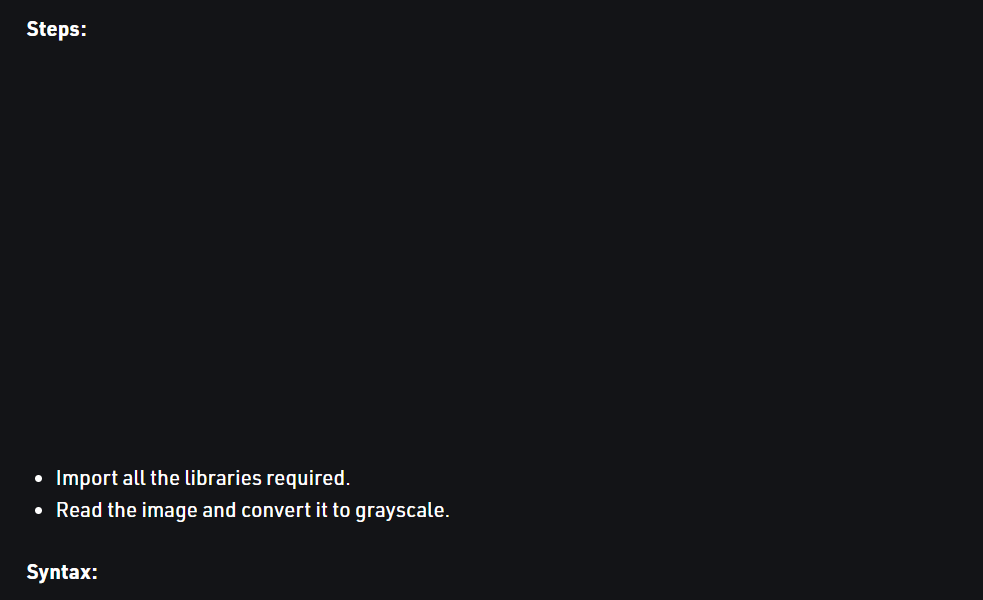 Steps:
• Import all the libraries required.
• Read the image and convert it to grayscale.
Syntax: